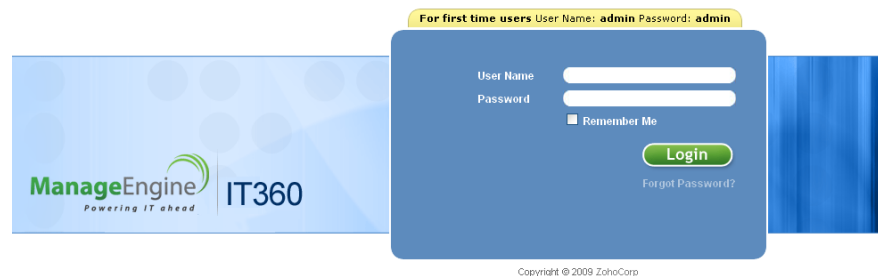 For first time users User Name: admin Password: admin
User Name
Password
Remember Me
Login
Forgot Password?
ManageEngine
Powering IT ahead
IT360
Copyright © 2009 ZohoCorp